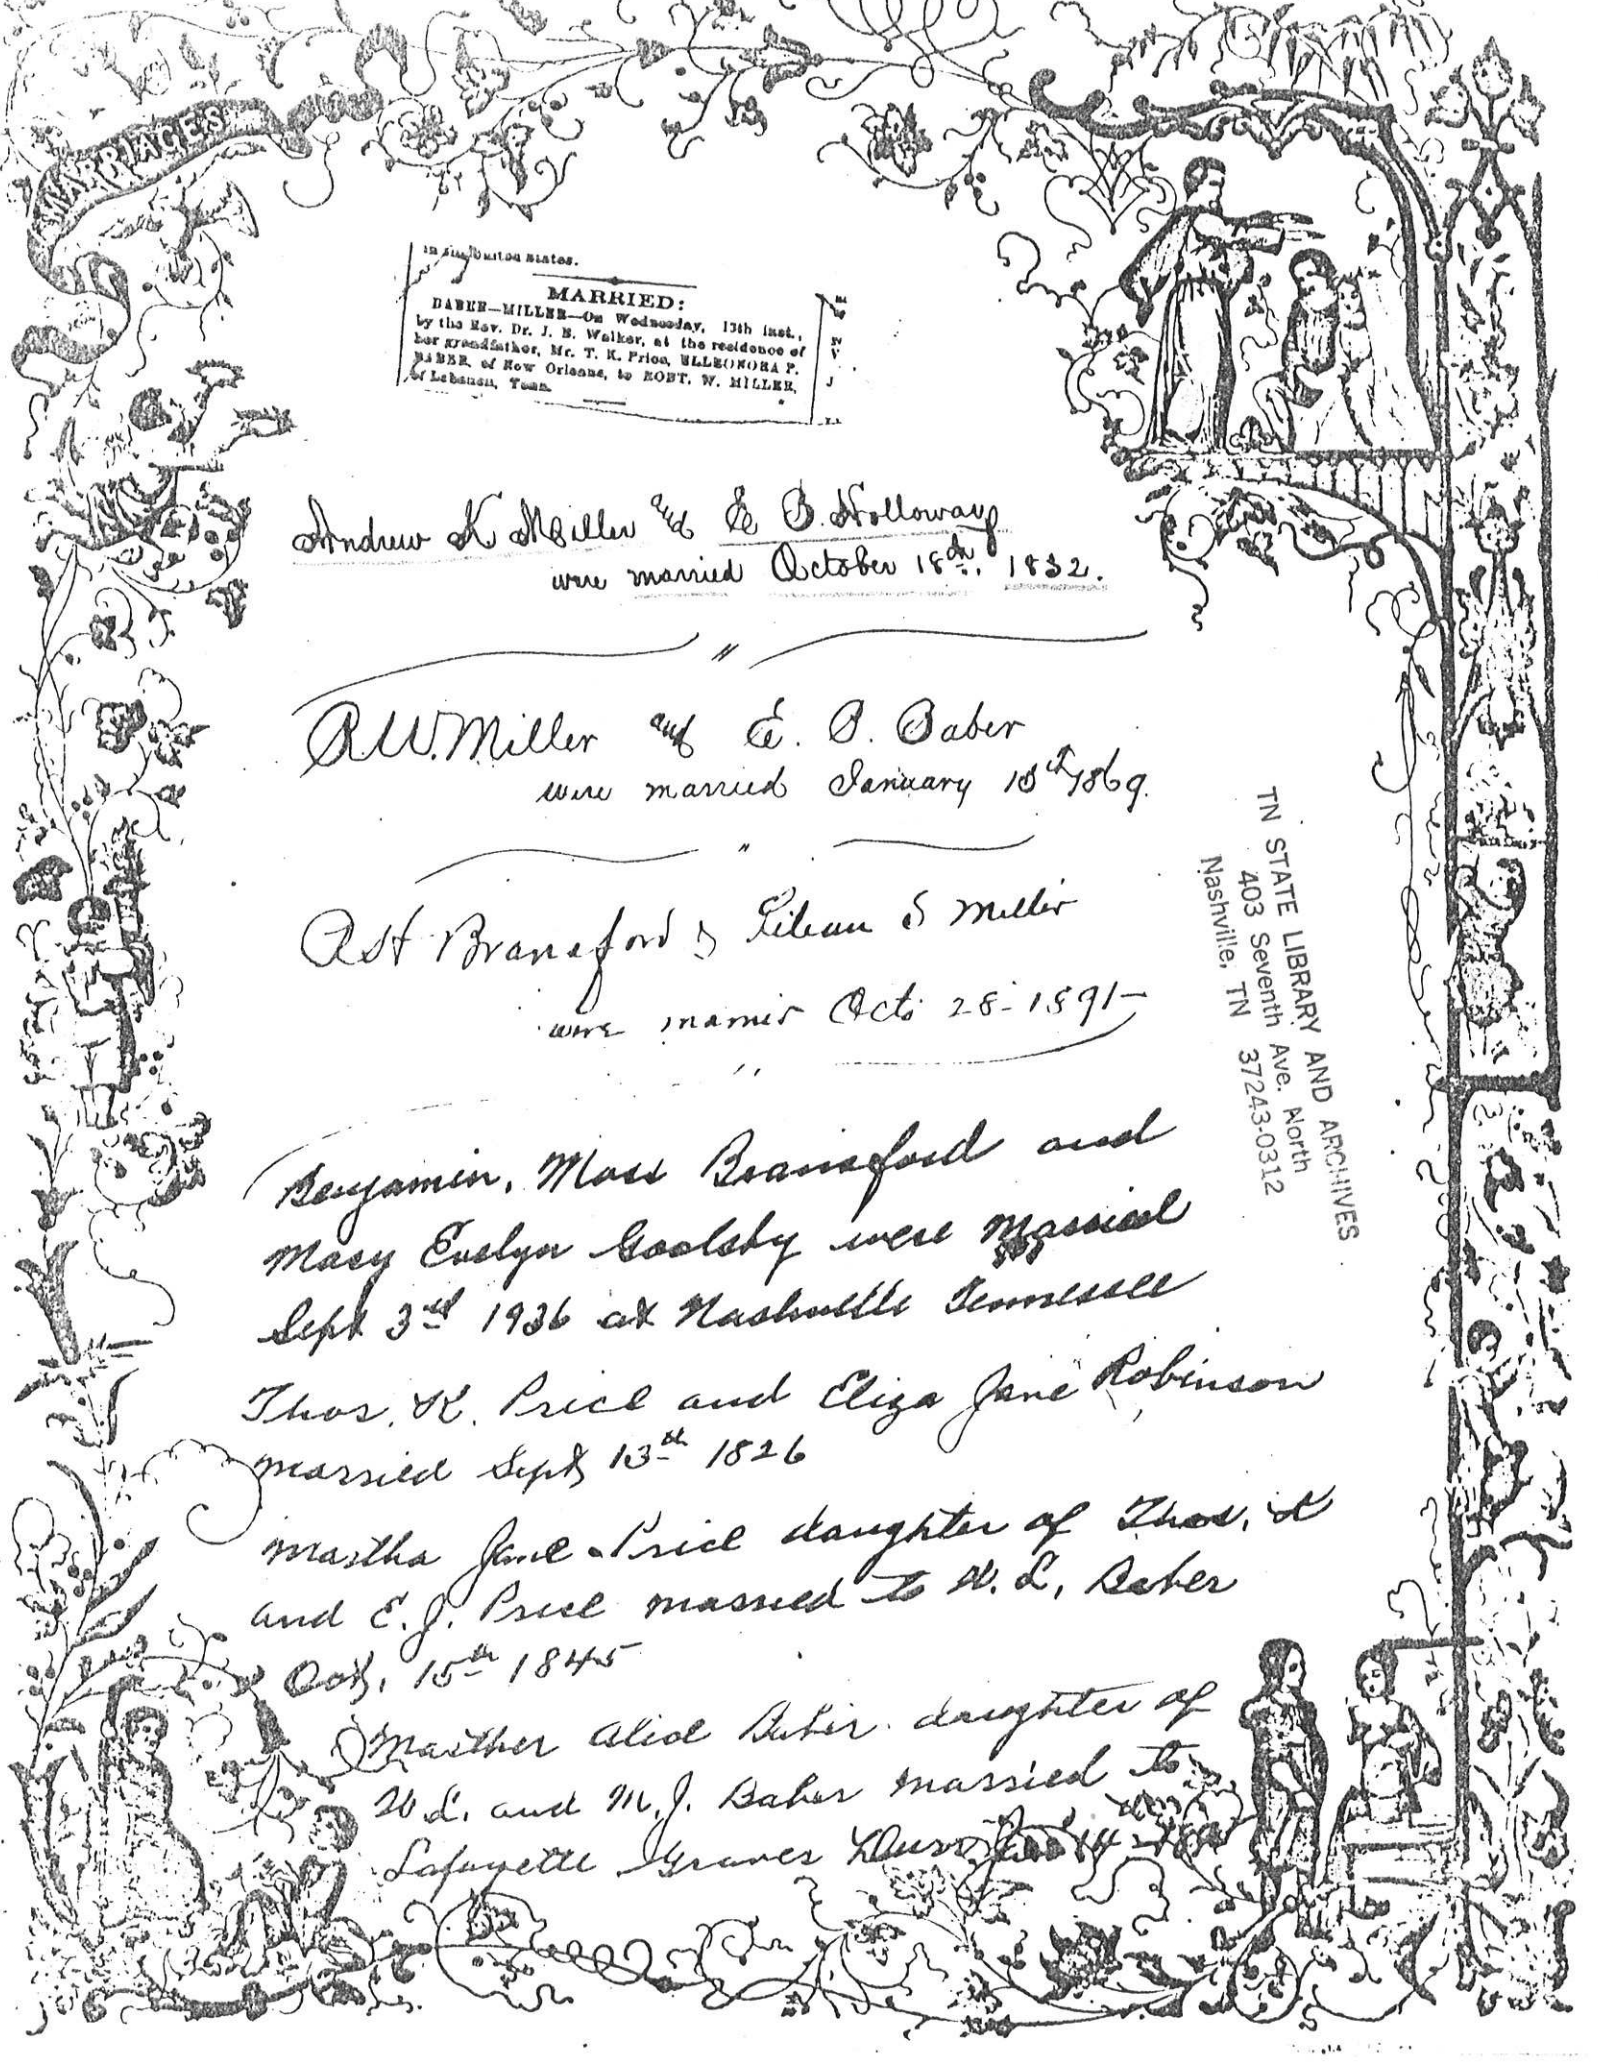 MARRIAGES
in the United States.
MARRIED:
BABER—MILLER—On Wednesday, 13th inst.,
by the Rev. Dr. J. B. Walker, at the residence of
her grandfather, Mr. T. K. Price, ELLEONORA P.
BABER, of New Orleans, to ROBT. W. MILLER,
of Lebanon, Tenn.
Andrew K Miller and E P. Holloway
were married October 18th. 1832.
R.W. Miller and E. P. Baber
were married January 13th 1869.
Bransford & S Miller
were Oct. 28 - 1891 -
Benjamin, Moss Bransford and
Mary Evelyn Goolsby were Married
Sept 3rd 1936 at Nashville Tennessee
Thos. K. Price and Eliza Jane Robinson
married Sept 13th 1826
Martha Jane Price daughter of Thos. K
and E. J. Price married to W. L. Baber
Oct, 15th 1845
Marther Alice Baber daughter of
W L. and M. J. Baber married to
Lafayette Graves
TN STATE LIBRARY AND ARCHIVES
403 Seventh Ave. North
Nashville, TN 37243-0312